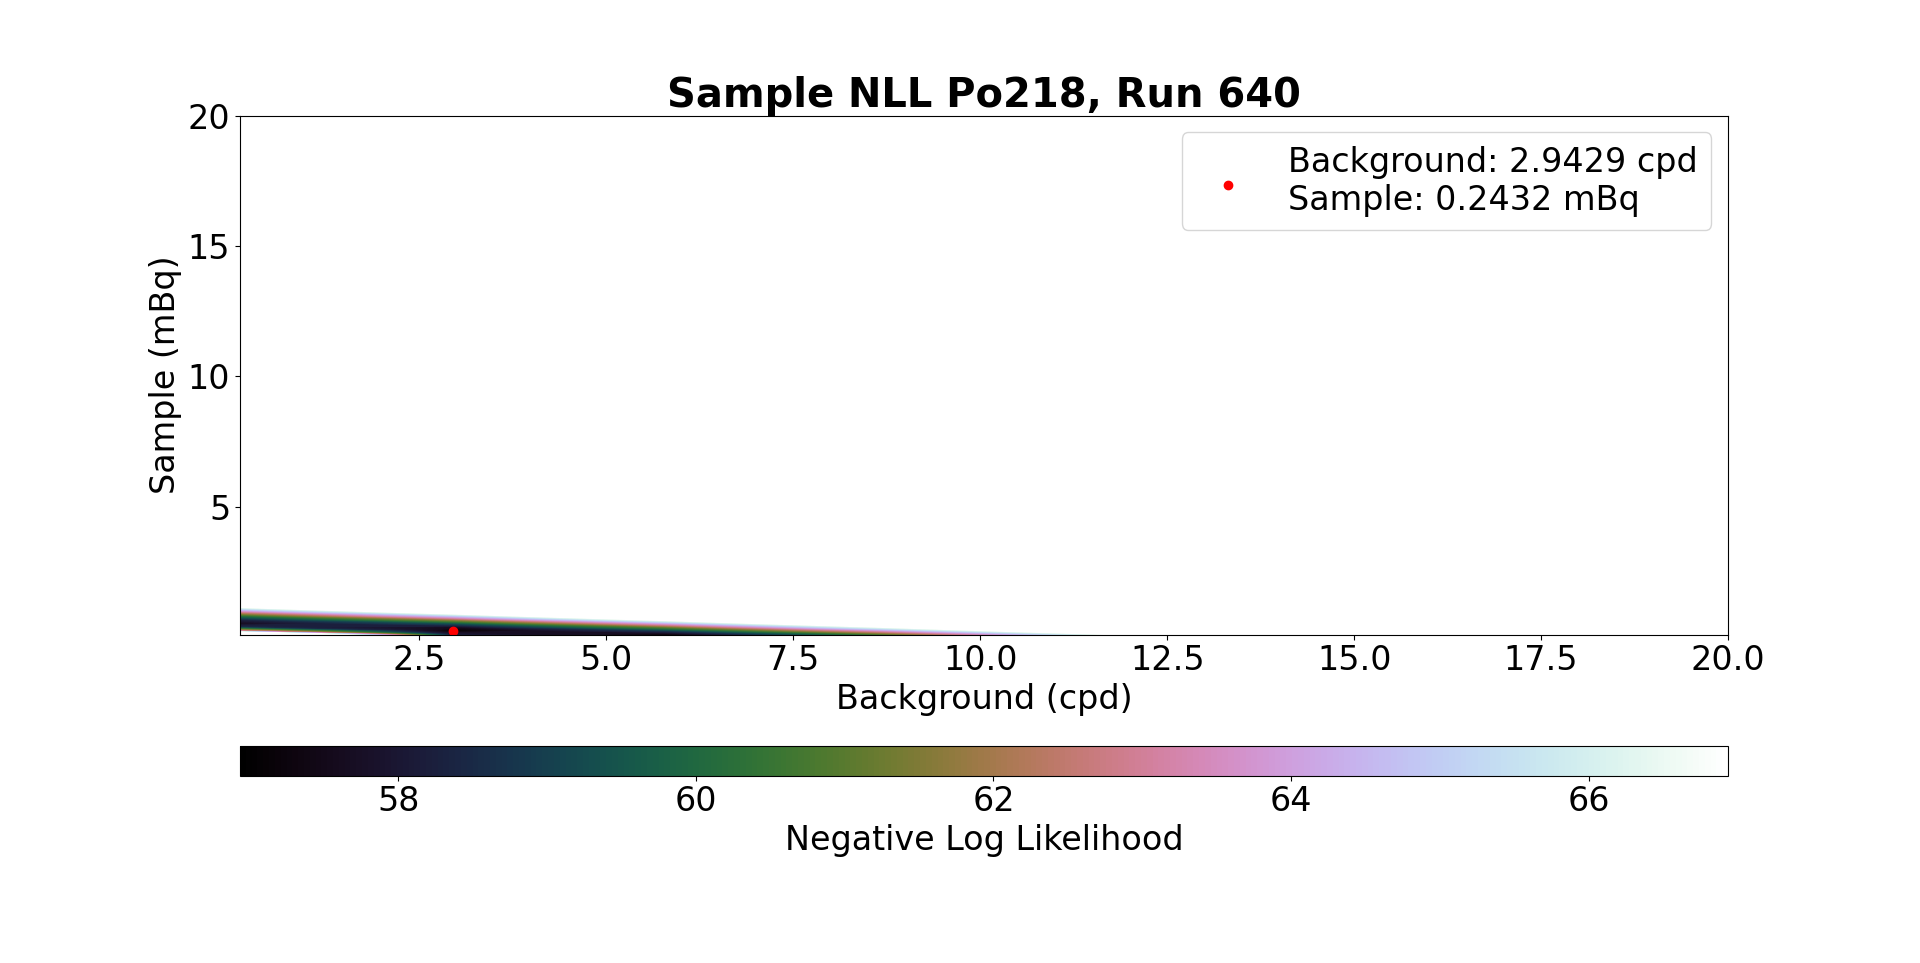 Sample NLL Po218, Run 640
Background: 2.9429 cpd
Sample: 0.2432 mBq
20
15
10
5
Sample (mBq)
2.5 5.0 7.5 10.0 12.5 15.0 17.5 20.0
Background (cpd)
58 60 62 64 66
Negative Log Likelihood